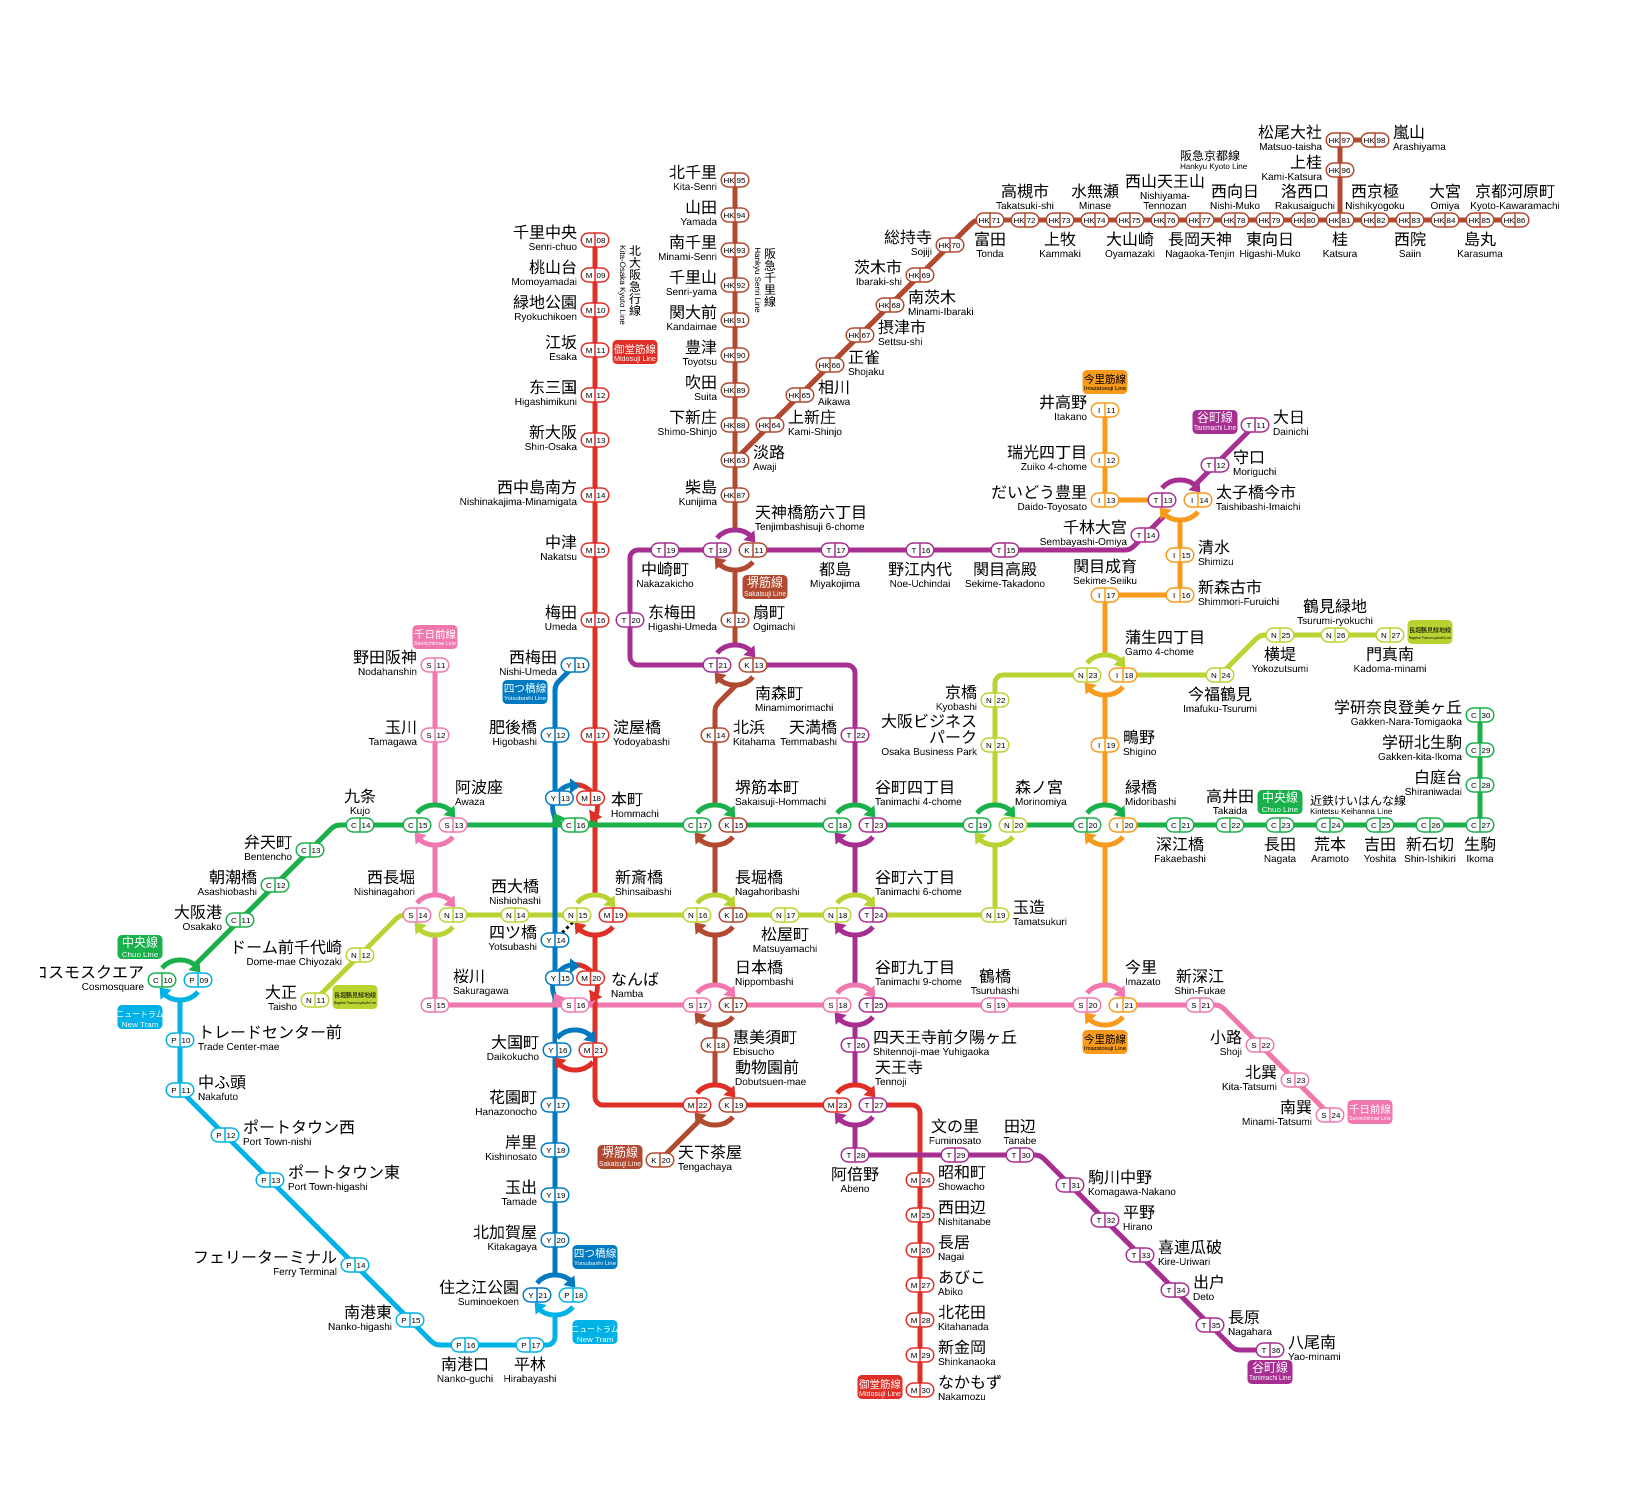 松尾大社
Matsuo-taisha
HK 97
HK 98
嵐山
Arashiyama
上桂
Kami-Katsura
HK 96
阪急京都線
Hankyu Kyoto Line
高槻市
Takatsuki-shi
水無瀬
Minase
西山天王山
Nishiyama-
Tennozan
西向日
Nishi-Muko
洛西口
Rakusaiguchi
西京極
Nishikyogoku
大宮
Omiya
京都河原町
Kyoto-Kawaramachi
HK 71
HK 72
HK 73
HK 74
HK 75
HK 76
HK 77
HK 78
HK 79
HK 80
HK 81
HK 82
HK 83
HK 84
HK 85
HK 86
富田
Tonda
上牧
Kammaki
大山崎
Oyamazaki
長岡天神
Nagaoka-Tenjin
東向日
Higashi-Muko
桂
Katsura
西院
Saiin
烏丸
Karasuma
総持寺
Sojiji
HK 70
茨木市
Ibaraki-shi
HK 69
HK 68
南茨木
Minami-Ibaraki
HK 67
摂津市
Settsu-shi
HK 66
正雀
Shojaku
HK 65
相川
Aikawa
HK 64
上新庄
Kami-Shinjo
北千里
Kita-Senri
HK 95
山田
Yamada
HK 94
南千里
Minami-Senri
HK 93
千里山
Senri-yama
HK 92
関大前
Kandaimae
HK 91
豊津
Toyotsu
HK 90
吹田
Suita
HK 89
下新庄
Shimo-Shinjo
HK 88
HK 63
淡路
Awaji
柴島
Kunijima
HK 87
阪急千里線
Hankyu Senri Line
千里中央
Senri-chuo
M 08
桃山台
Momoyamadai
M 09
緑地公園
Ryokuchikoen
M 10
北大阪急行線
Kita-Osaka Kyuto Line
江坂
Esaka
M 11
御堂筋線
Midosuji Line
东三国
Higashimikuni
M 12
新大阪
Shin-Osaka
M 13
西中島南方
Nishinakajima-Minamigata
M 14
中津
Nakatsu
M 15
梅田
Umeda
M 16
T 20
东梅田
Higashi-Umeda
天神橋筋六丁目
Tenjimbashisuji 6-chome
T 19
中崎町
Nakazakicho
T 18
K 11
T 17
都島
Miyakojima
T 16
野江内代
Noe-Uchindai
T 15
関目高殿
Sekime-Takadono
堺筋線
Sakaisuji Line
K 12
扇町
Ogimachi
今里筋線
Imazatosuji Line
井高野
Itakano
I 11
瑞光四丁目
Zuiko 4-chome
I 12
だいどう豊里
Daido-Toyosato
I 13
谷町線
Tanimachi Line
T 11
大日
Dainichi
T 12
守口
Moriguchi
T 13
I 14
太子橋今市
Taishibashi-Imaichi
千林大宮
Sembayashi-Omiya
T 14
I 15
清水
Shimizu
関目成育
Sekime-Seiiku
I 17
I 16
新森古市
Shimmori-Furuichi
鶴見緑地
Tsurumi-ryokuchi
N 25
N 26
N 27
長堀鶴見緑地線
横堤
Yokozutsumi
門真南
Kadoma-minami
蒲生四丁目
Gamo 4-chome
N 23
I 18
N 24
今福鶴見
Imafuku-Tsurumi
千日前線
Sennichimae Line
野田阪神
Nodahanshin
S 11
西梅田
Nishi-Umeda
Y 11
四つ橋線
Yotsubashi Line
T 21
K 13
南森町
Minamimorimachi
京橋
Kyobashi
N 22
玉川
Tamagawa
S 12
肥後橋
Higobashi
Y 12
M 17
淀屋橋
Yodoyabashi
K 14
北浜
Kitahama
天満橋
Temmabashi
T 22
大阪ビジネス
パーク
Osaka Business Park
N 21
I 19
鴫野
Shigino
学研奈良登美ヶ丘
Gakken-Nara-Tomigaoka
C 30
学研北生駒
Gakken-kita-Ikoma
C 29
白庭台
Shiraniwadai
C 28
九条
Kujo
C 14
C 15
S 13
阿波座
Awaza
Y 13
M 18
C 16
本町
Hommachi
堺筋本町
Sakaisuji-Hommachi
C 17
K 15
谷町四丁目
Tanimachi 4-chome
C 18
T 23
森ノ宮
Morinomiya
C 19
N 20
緑橋
Midoribashi
C 20
I 20
C 21
深江橋
Fakaebashi
高井田
Takaida
C 22
中央線
Chuo Line
C 23
長田
Nagata
近鉄けいはんな線
Kintetsu Keihanna Line
C 24
荒本
Aramoto
C 25
吉田
Yoshita
C 26
新石切
Shin-Ishikiri
C 27
生駒
Ikoma
弁天町
Bentencho
C 13
朝潮橋
Asashiobashi
C 12
大阪港
Osakako
C 11
中央線
Chuo Line
コスモスクエア
Cosmosquare
C 10
P 09
ニュートラム
New Tram
西長堀
Nishinagahori
S 14
N 13
西大橋
Nishiohashi
N 14
新斎橋
Shinsaibashi
N 15
M 19
四ツ橋
Yotsubashi
Y 14
長堀橋
Nagahoribashi
N 16
K 16
N 17
松屋町
Matsuyamachi
谷町六丁目
Tanimachi 6-chome
N 18
T 24
N 19
玉造
Tamatsukuri
ドーム前千代崎
Dome-mae Chiyozaki
N 12
大正
Taisho
N 11
長堀鶴見緑地線
桜川
Sakuragawa
S 15
Y 15
M 20
S 16
なんば
Namba
日本橋
Nippombashi
S 17
K 17
谷町九丁目
Tanimachi 9-chome
S 18
T 25
鶴橋
Tsuruhashi
S 19
今里
Imazato
S 20
I 21
新深江
Shin-Fukae
S 21
今里筋線
Imazatosuji Line
小路
Shoji
S 22
北巽
Kita-Tatsumi
S 23
南巽
Minami-Tatsumi
S 24
千日前線
Sennichimae Line
大国町
Daikokucho
Y 16
M 21
K 18
恵美須町
Ebisucho
T 26
四天王寺前夕陽ヶ丘
Shitennoji-mae Yuhigaoka
動物園前
Dobutsuen-mae
M 22
K 19
天王寺
Tennoji
M 23
T 27
P 10
トレードセンター前
Trade Center-mae
P 11
中ふ頭
Nakafuto
P 12
ポートタウン西
Port Town-nishi
P 13
ポートタウン東
Port Town-higashi
フェリーターミナル
Ferry Terminal
P 14
南港東
Nanko-higashi
P 15
P 16
南港口
Nanko-guchi
P 17
平林
Hirabayashi
花園町
Hanazonocho
Y 17
岸里
Kishinosato
Y 18
玉出
Tamade
Y 19
北加賀屋
Kitakagaya
Y 20
四つ橋線
Yotsubashi Line
住之江公園
Suminoekoen
Y 21
P 18
ニュートラム
New Tram
堺筋線
Sakaisuji Line
K 20
天下茶屋
Tengachaya
T 28
阿倍野
Abeno
文の里
Fuminosato
T 29
田辺
Tanabe
T 30
T 31
駒川中野
Komagawa-Nakano
T 32
平野
Hirano
T 33
喜連瓜破
Kire-Uriwari
T 34
出户
Deto
T 35
長原
Nagahara
T 36
八尾南
Yao-minami
谷町線
Tanimachi Line
M 24
昭和町
Showacho
M 25
西田辺
Nishitanabe
M 26
長居
Nagai
M 27
あびこ
Abiko
M 28
北花田
Kitahanada
M 29
新金岡
Shinkanaoka
M 30
なかもず
Nakamozu
御堂筋線
Midosuji Line